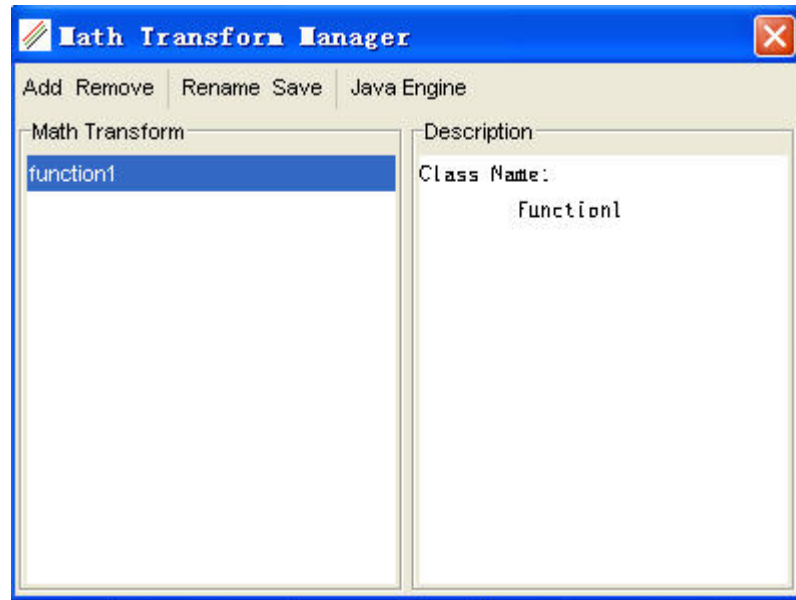 Math Transform Manager
Add Remove Rename Save Java Engine
Math Transform
Description
function1
Class Name:
Function1